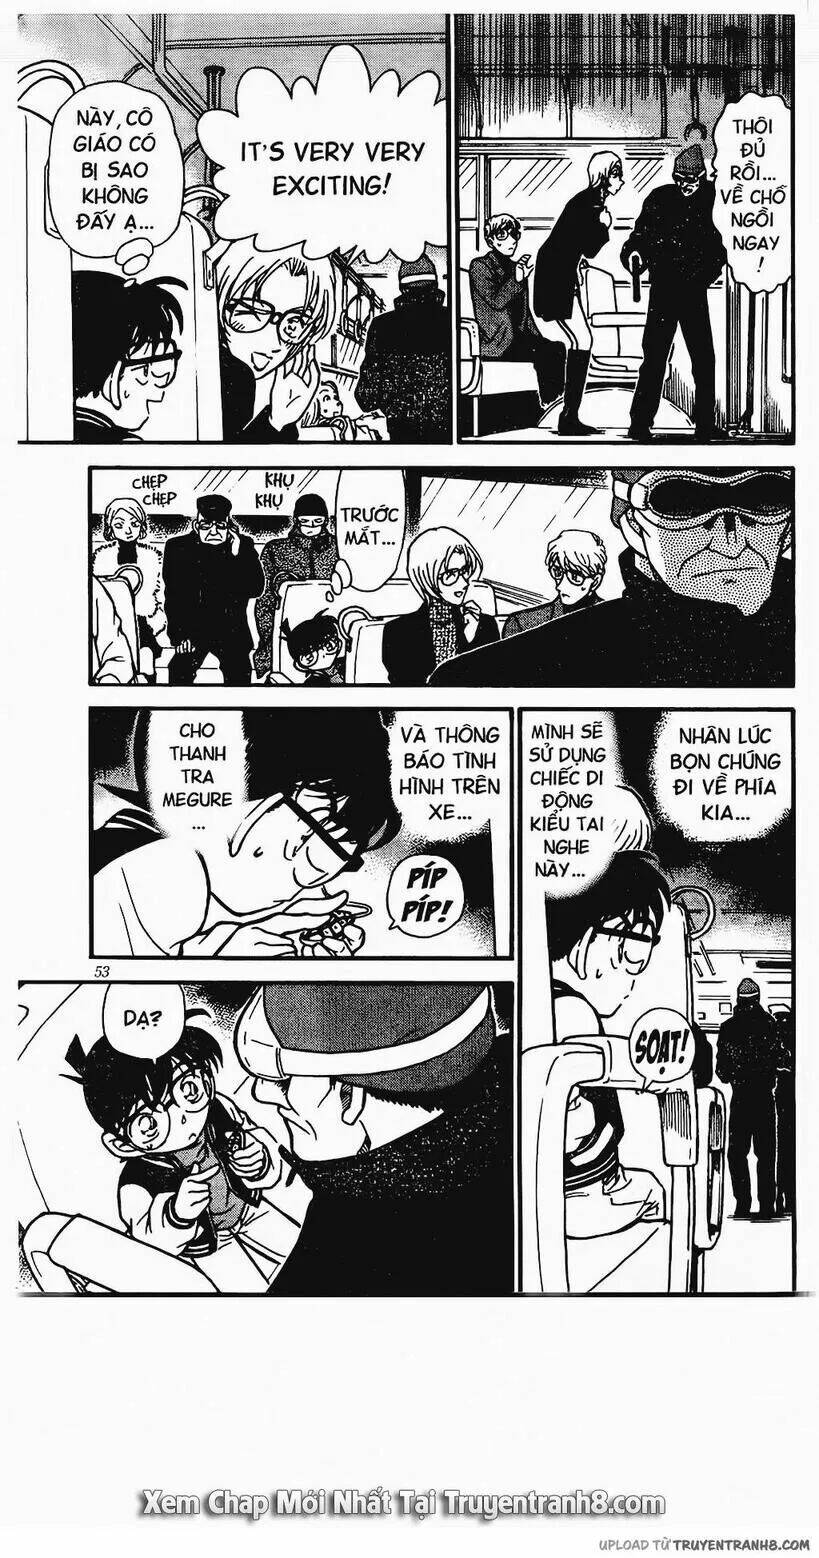 THÔI
ĐỦ
RỒI...
VỀ CHỖ
NGỒI
NGAY
!
IT'S VERY VERY
EXCITING!
NÀY, CÔ
GIÁO CÓ
BỊ SAO
KHÔNG
ĐẤY Ạ...
TRƯỚC
MẮT...
KHỤ
KHỤ
CHẸP
CHẸP
NHÂN LÚC
BỌN CHÚNG
ĐI VỀ PHÍA
KIA...
MÌNH SẼ
SỬ DỤNG
CHIẾC DI
ĐỘNG
KIỂU TAI
NGHE
NÀY...
SOẠT!
VÀ THÔNG
BÁO TÌNH
HÌNH TRÊN
XE...
CHO
THANH
TRA
MEGURE
...
PÍP
PÍP!
53
DẠ?
Xem Chap Mới Nhất Tại Truyentranh8.com
UPLOAD TỪ TRUYENTRANH8.COM